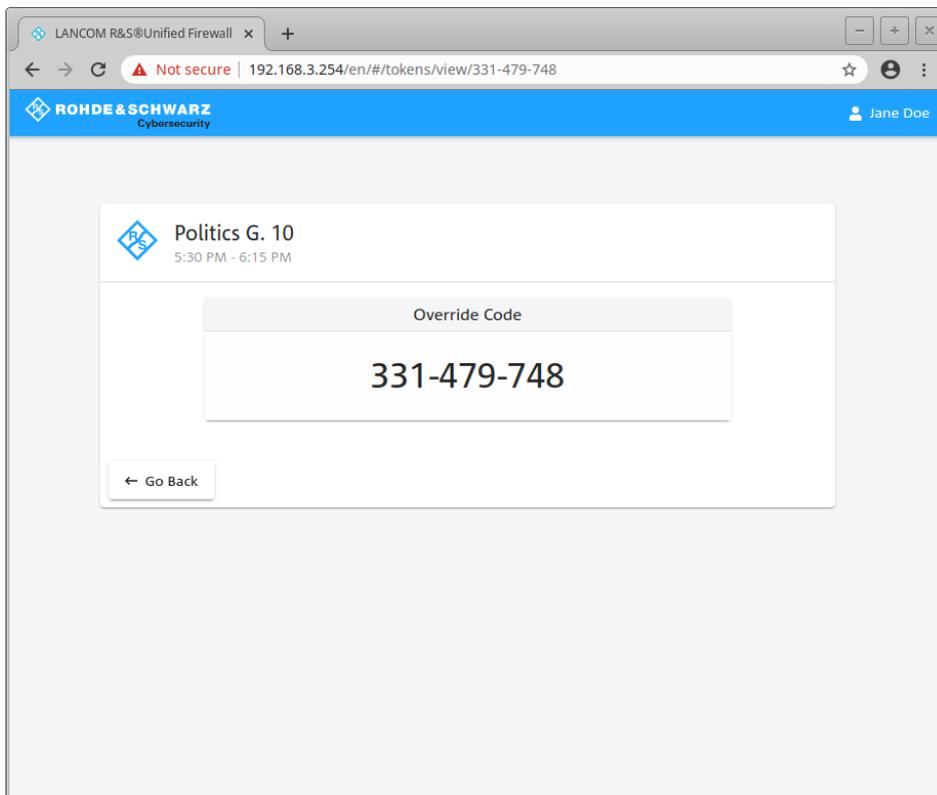 LANCOM R&S®Unified Firewall
Not secure | 192.168.3.254/en/#/tokens/view/331-479-748
ROHDE&SCHWARZ
Cybersecurity
Jane Doe
R S
Politics G. 10
5:30 PM - 6:15 PM
Override Code
331-479-748
← Go Back